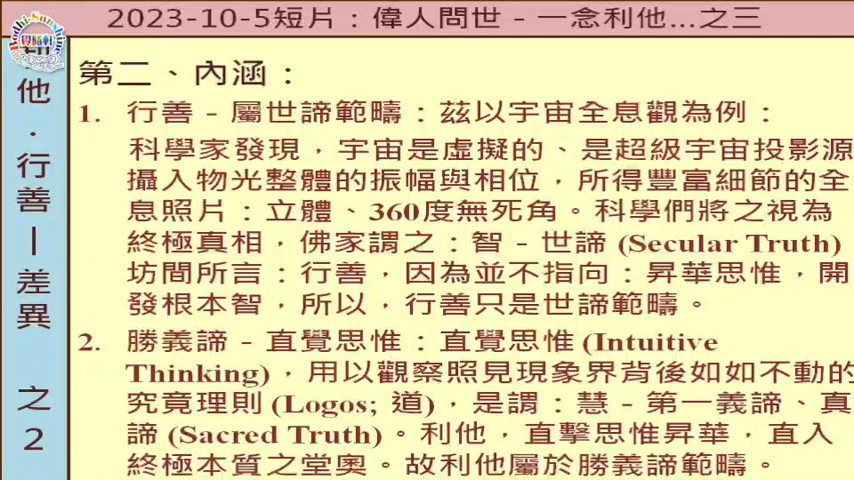 2023-10-5短片：偉人問世－一念利他...之三
Bodhi-Sunshine
他．行善｜差異 之2
第二、內涵：
1. 行善－屬世諦範疇：茲以宇宙全息觀為例：
科學家發現，宇宙是虛擬的、是超級宇宙投影源
攝入物光整體的振幅與相位，所得豐富細節的全
息照片：立體、360度無死角。科學們將之視為
終極真相，佛家謂之：智－世諦 (Secular Truth)
坊間所言：行善，因為並不指向：昇華思惟，開
發根本智，所以，行善只是世諦範疇。
2. 勝義諦－直覺思惟：直覺思惟 (Intuitive
Thinking)，用以觀察照見現象界背後如如不動的
究竟理則 (Logos; 道)，是謂：慧－第一義諦、真
諦 (Sacred Truth)。利他，直擊思惟昇華，直入
終極本質之堂奧。故利他屬於勝義諦範疇。